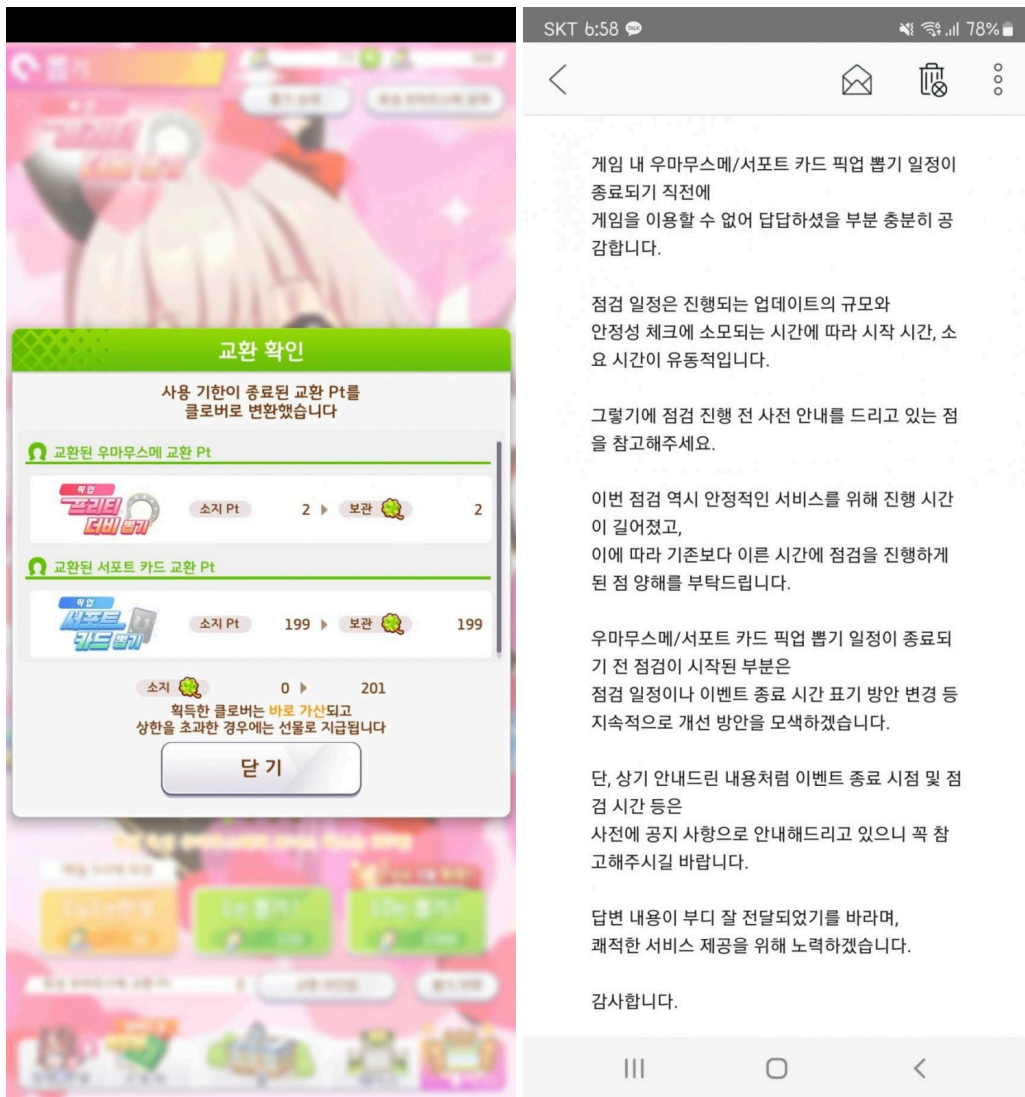 교환 확인
사용 기한이 종료된 교환 Pt를
클로버로 변환했습니다
교환된 우마무스메 교환 Pt
픽업
프리티
더비 뽑기
소지 Pt 2 보관 2
교환된 서포트 카드 교환 Pt
픽업
서포트
카드 뽑기
소지 Pt 199 보관 199
소지 0 201
획득한 클로버는 바로 가산되고
상한을 초과한 경우에는 선물로 지급됩니다
닫기
SKT 6:58 78%
게임 내 우마무스메/서포트 카드 픽업 뽑기 일정이
종료되기 직전에
게임을 이용할 수 없어 답답하셨을 부분 충분히 공
감합니다.
점검 일정은 진행되는 업데이트의 규모와
안정성 체크에 소모되는 시간에 따라 시작 시간, 소
요 시간이 유동적입니다.
그렇기에 점검 진행 전 사전 안내를 드리고 있는 점
을 참고해주세요.
이번 점검 역시 안정적인 서비스를 위해 진행 시간
이 길어졌고,
이에 따라 기존보다 이른 시간에 점검을 진행하게
된 점 양해를 부탁드립니다.
우마무스메/서포트 카드 픽업 뽑기 일정이 종료되
기 전 점검이 시작된 부분은
점검 일정이나 이벤트 종료 시간 표기 방안 변경 등
지속적으로 개선 방안을 모색하겠습니다.
단, 상기 안내드린 내용처럼 이벤트 종료 시점 및 점
검 시간 등은
사전에 공지 사항으로 안내해드리고 있으니 꼭 참
고해주시길 바랍니다.
답변 내용이 부디 잘 전달되었기를 바라며,
쾌적한 서비스 제공을 위해 노력하겠습니다.
감사합니다.